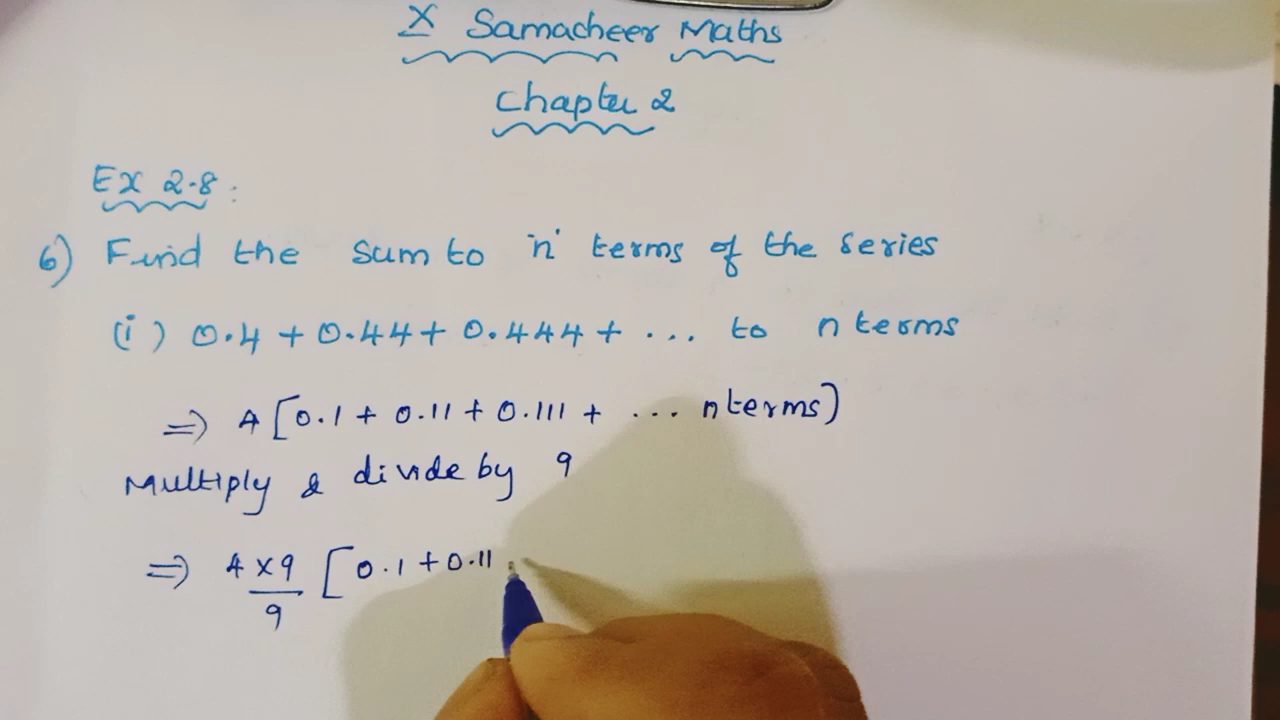 X Samacheer Maths
Chapter 2
EX 2.8:
6) Find the sum to 'n' terms of the series
(i) 0.4 + 0.44 + 0.444 + ... to n terms
=> 4 [0.1 + 0.11 + 0.111 + ... n terms)
Multiply & divide by 9
=> 4 × 9 / 9 [0.1 + 0.11